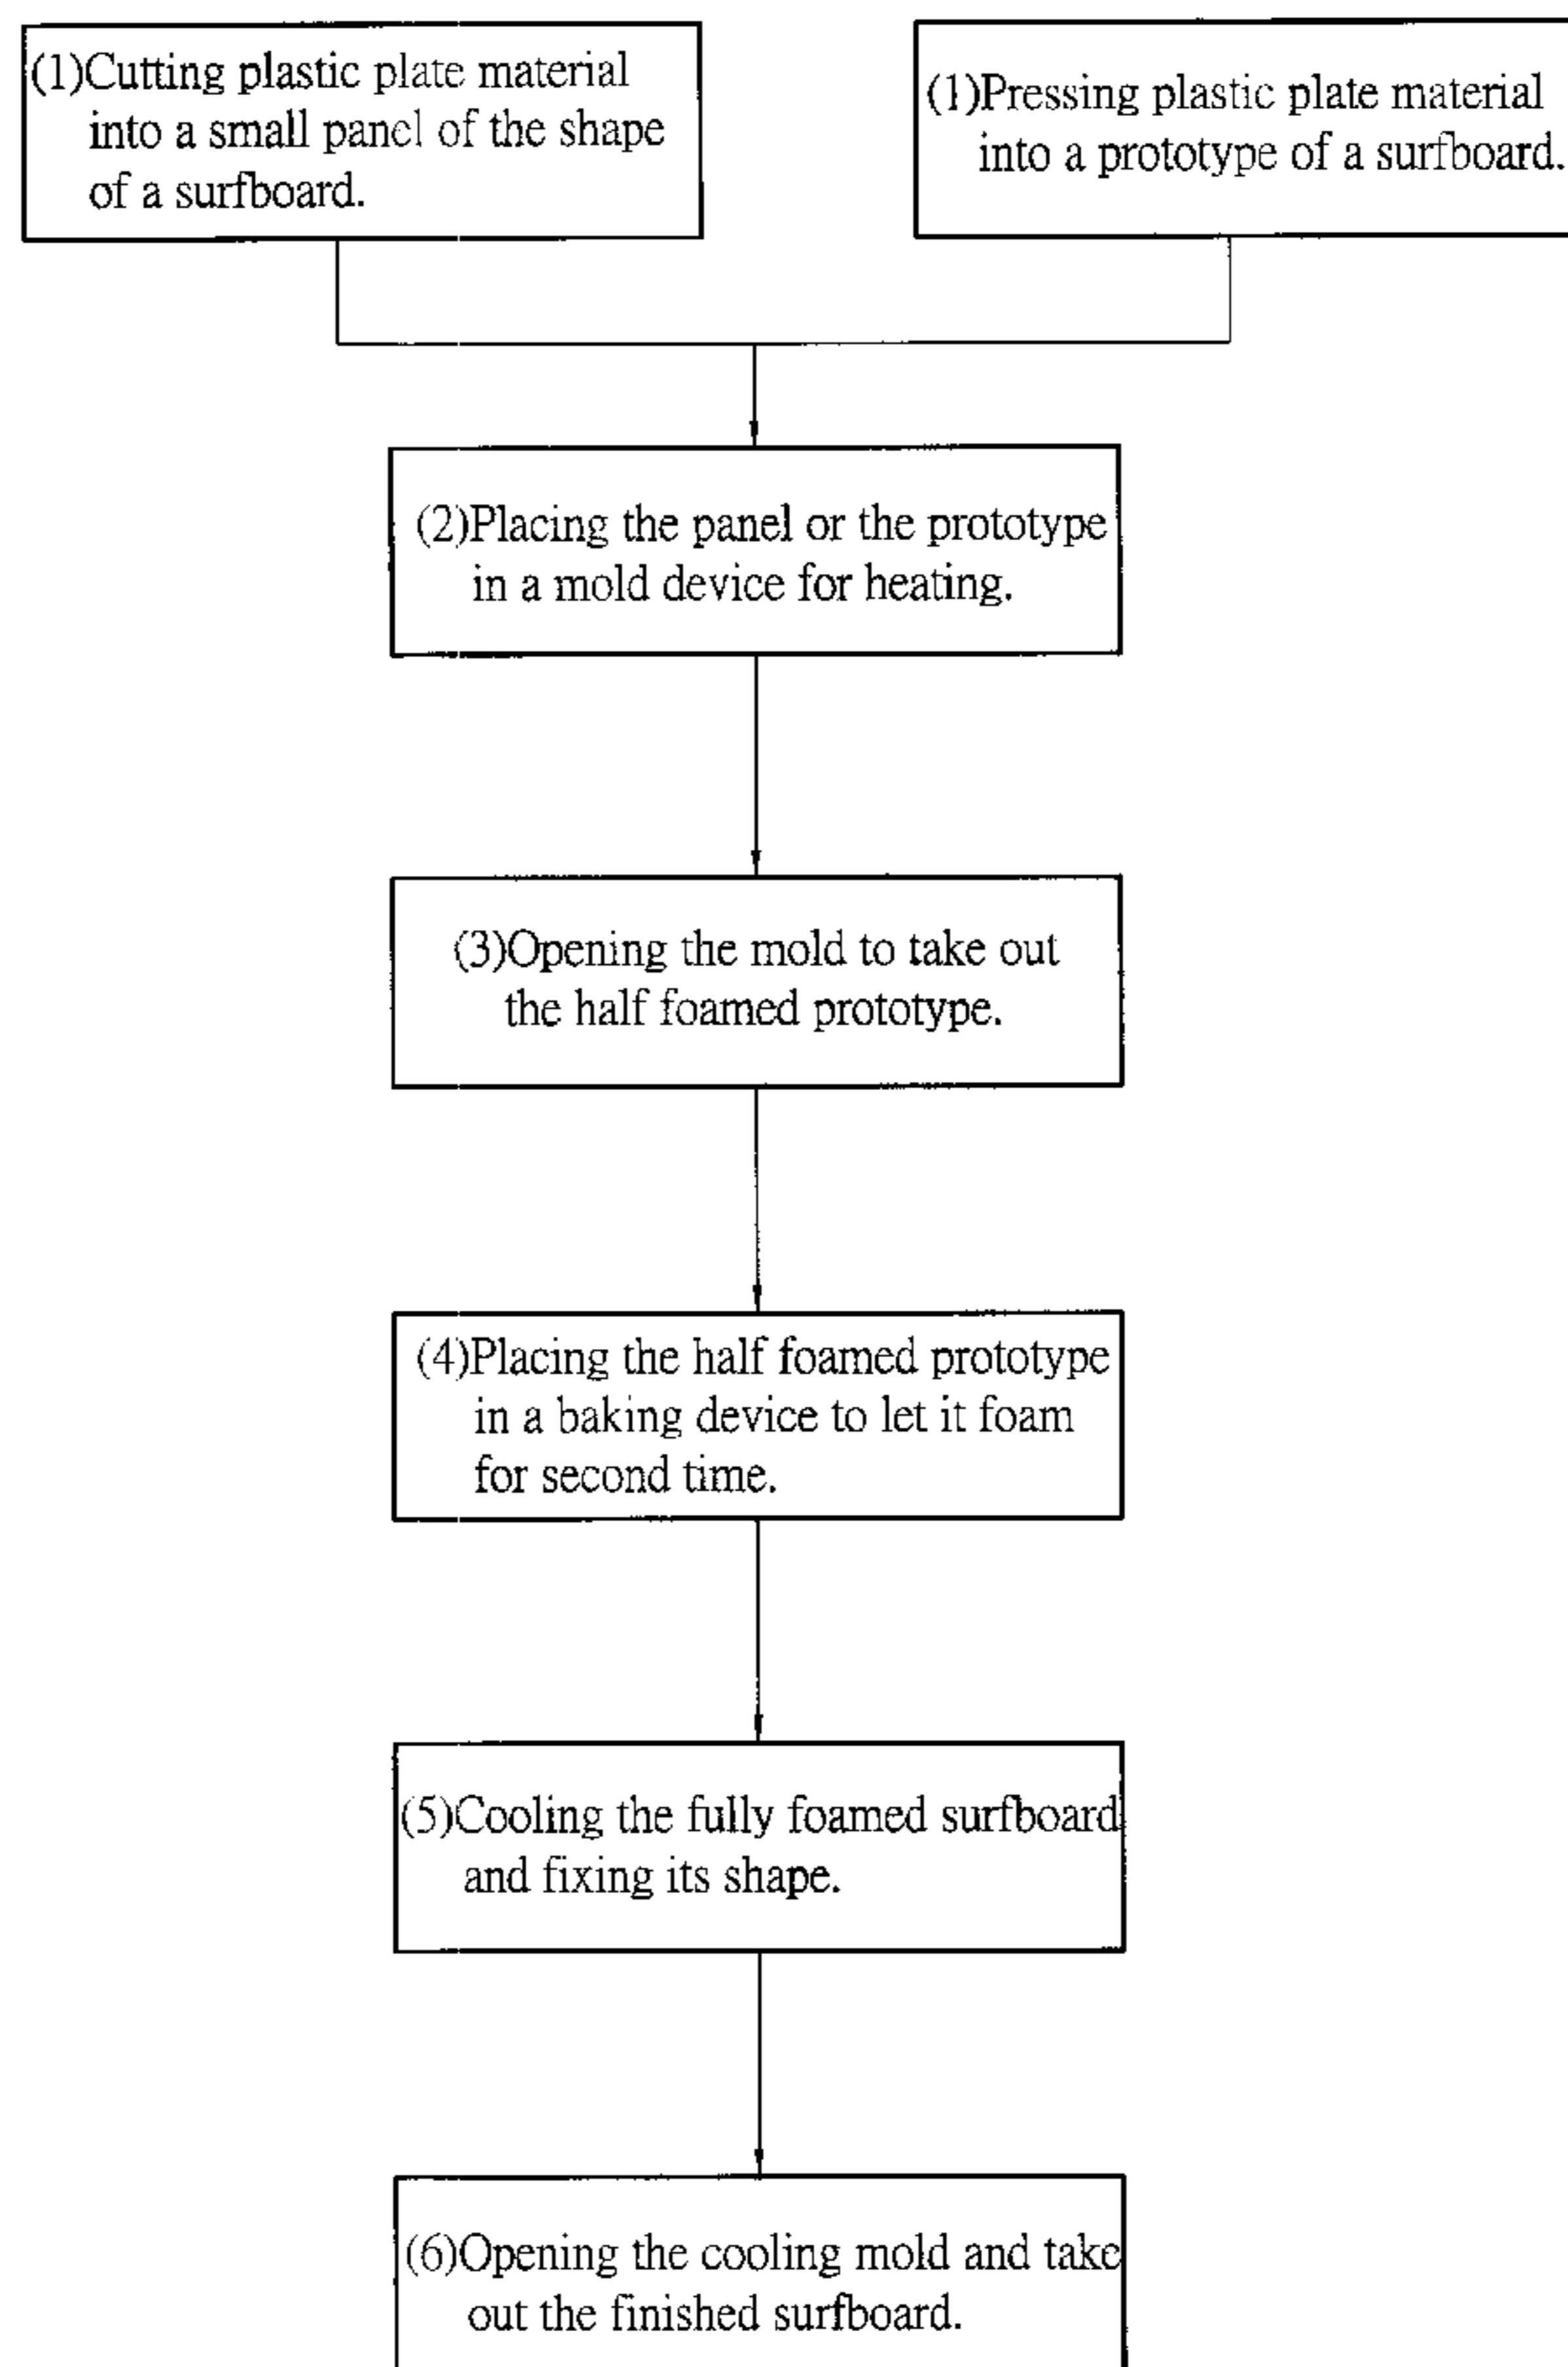 (1)Cutting plastic plate material
into a small panel of the shape
of a surfboard.
(1)Pressing plastic plate material
into a prototype of a surfboard.
(2)Placing the panel or the prototype
in a mold device for heating.
(3)Opening the mold to take out
the half foamed prototype.
(4)Placing the half foamed prototype
in a baking device to let it foam
for second time.
(5)Cooling the fully foamed surfboard
and fixing its shape.
(6)Opening the cooling mold and take
out the finished surfboard.